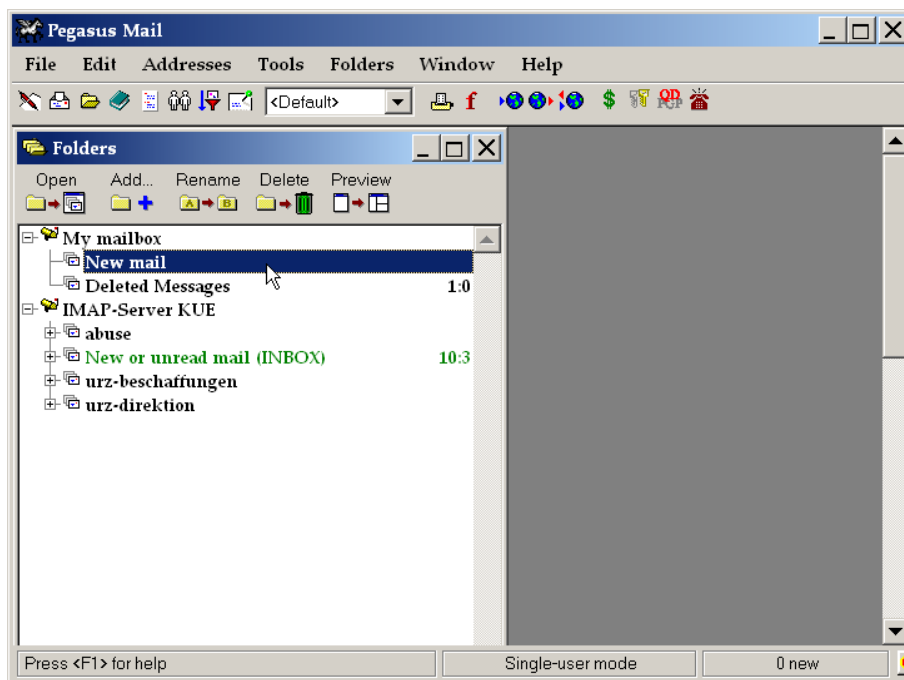 Pegasus Mail
File Edit Addresses Tools Folders Window Help
<Default>
Folders
Open Add... Rename Delete Preview
My mailbox
New mail
Deleted Messages 1:0
IMAP-Server KUE
abuse
New or unread mail (INBOX) 10:3
urz-beschaffungen
urz-direktion
Press <F1> for help Single-user mode 0 new